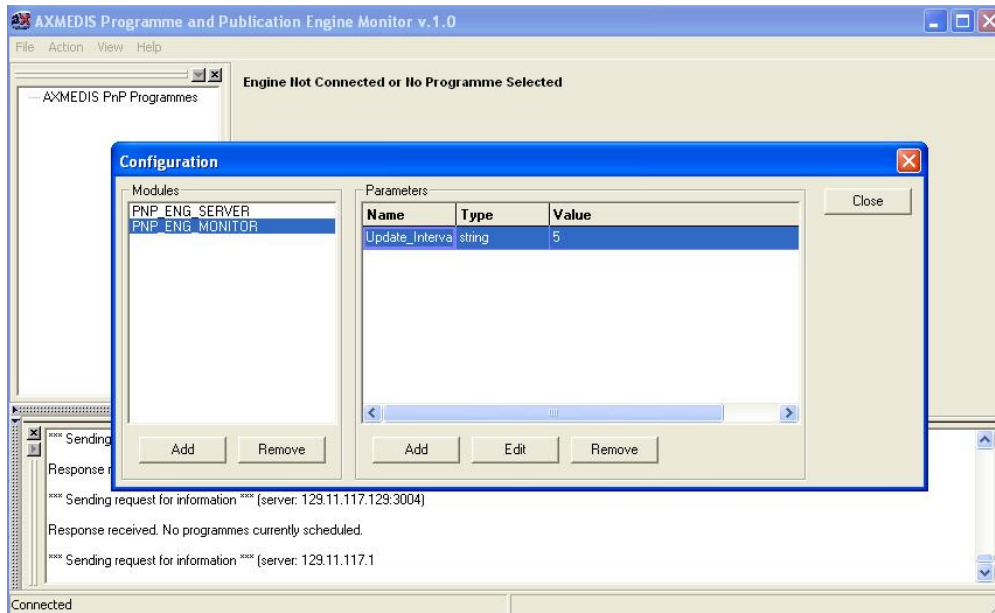 AXMEDIS Programme and Publication Engine Monitor v.1.0
File Action View Help
AXMEDIS PnP Programmes
Engine Not Connected or No Programme Selected
Configuration
Modules
PNP_ENG_SERVER
PNP_ENG_MONITOR
Add Remove
Parameters
Name Type Value
Update_Interva string 5
Add Edit Remove
Close
*** Sending
Response r
*** Sending request for information *** (server: 129.11.117.129:3004)
Response received. No programmes currently scheduled.
*** Sending request for information *** (server: 129.11.117.1
Connected